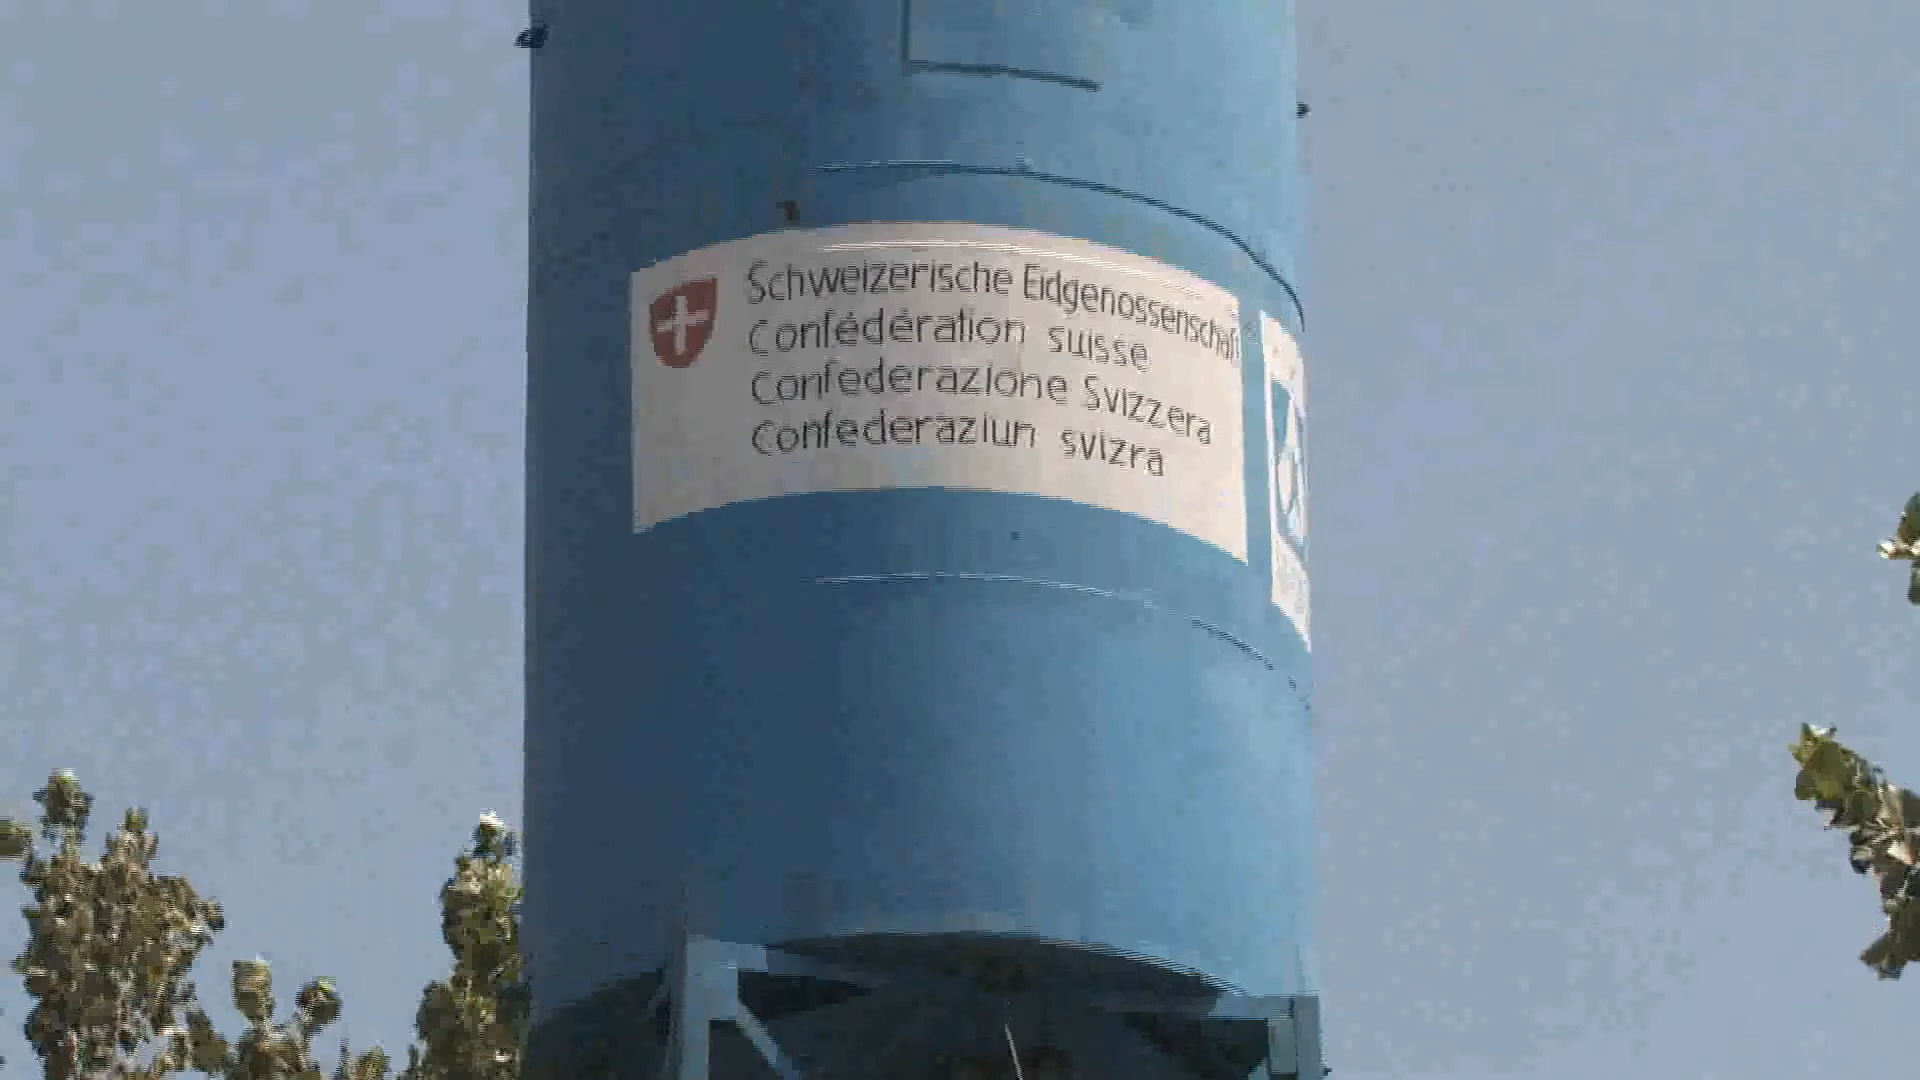 Schweizerische Eidgenossenschaft
Confédération suisse
Confederazione Svizzera
Confederaziun svizra